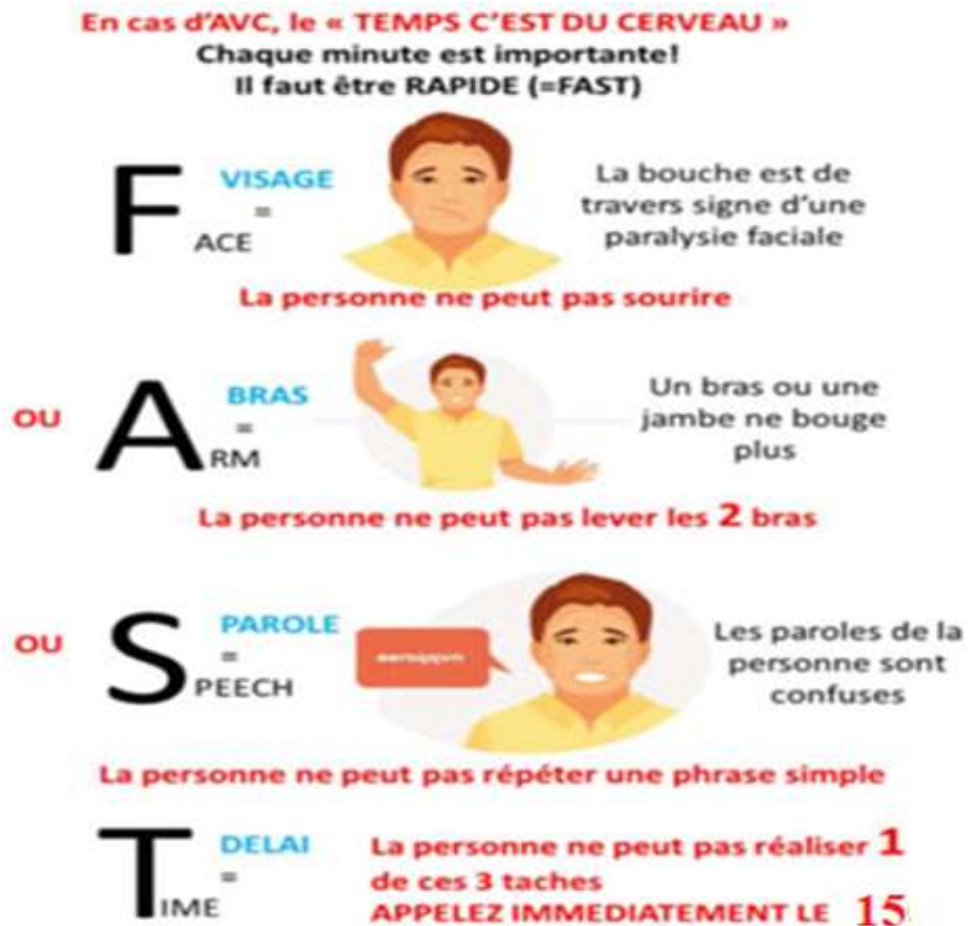 En cas d'AVC, le « TEMPS C'EST DU CERVEAU »
Chaque minute est importante!
Il faut être RAPIDE (=FAST)
FACE
VISAGE
=
La bouche est de
travers signe d'une
paralysie faciale
La personne ne peut pas sourire
OU
ARM
BRAS
=
Un bras ou une
jambe ne bouge
plus
La personne ne peut pas lever les 2 bras
OU
SPEECH
PAROLE
=
Les paroles de la
personne sont
confuses
La personne ne peut pas répéter une phrase simple
TIME
DELAI
=
La personne ne peut pas réaliser 1
de ces 3 taches
APPELEZ IMMEDIATEMENT LE 15